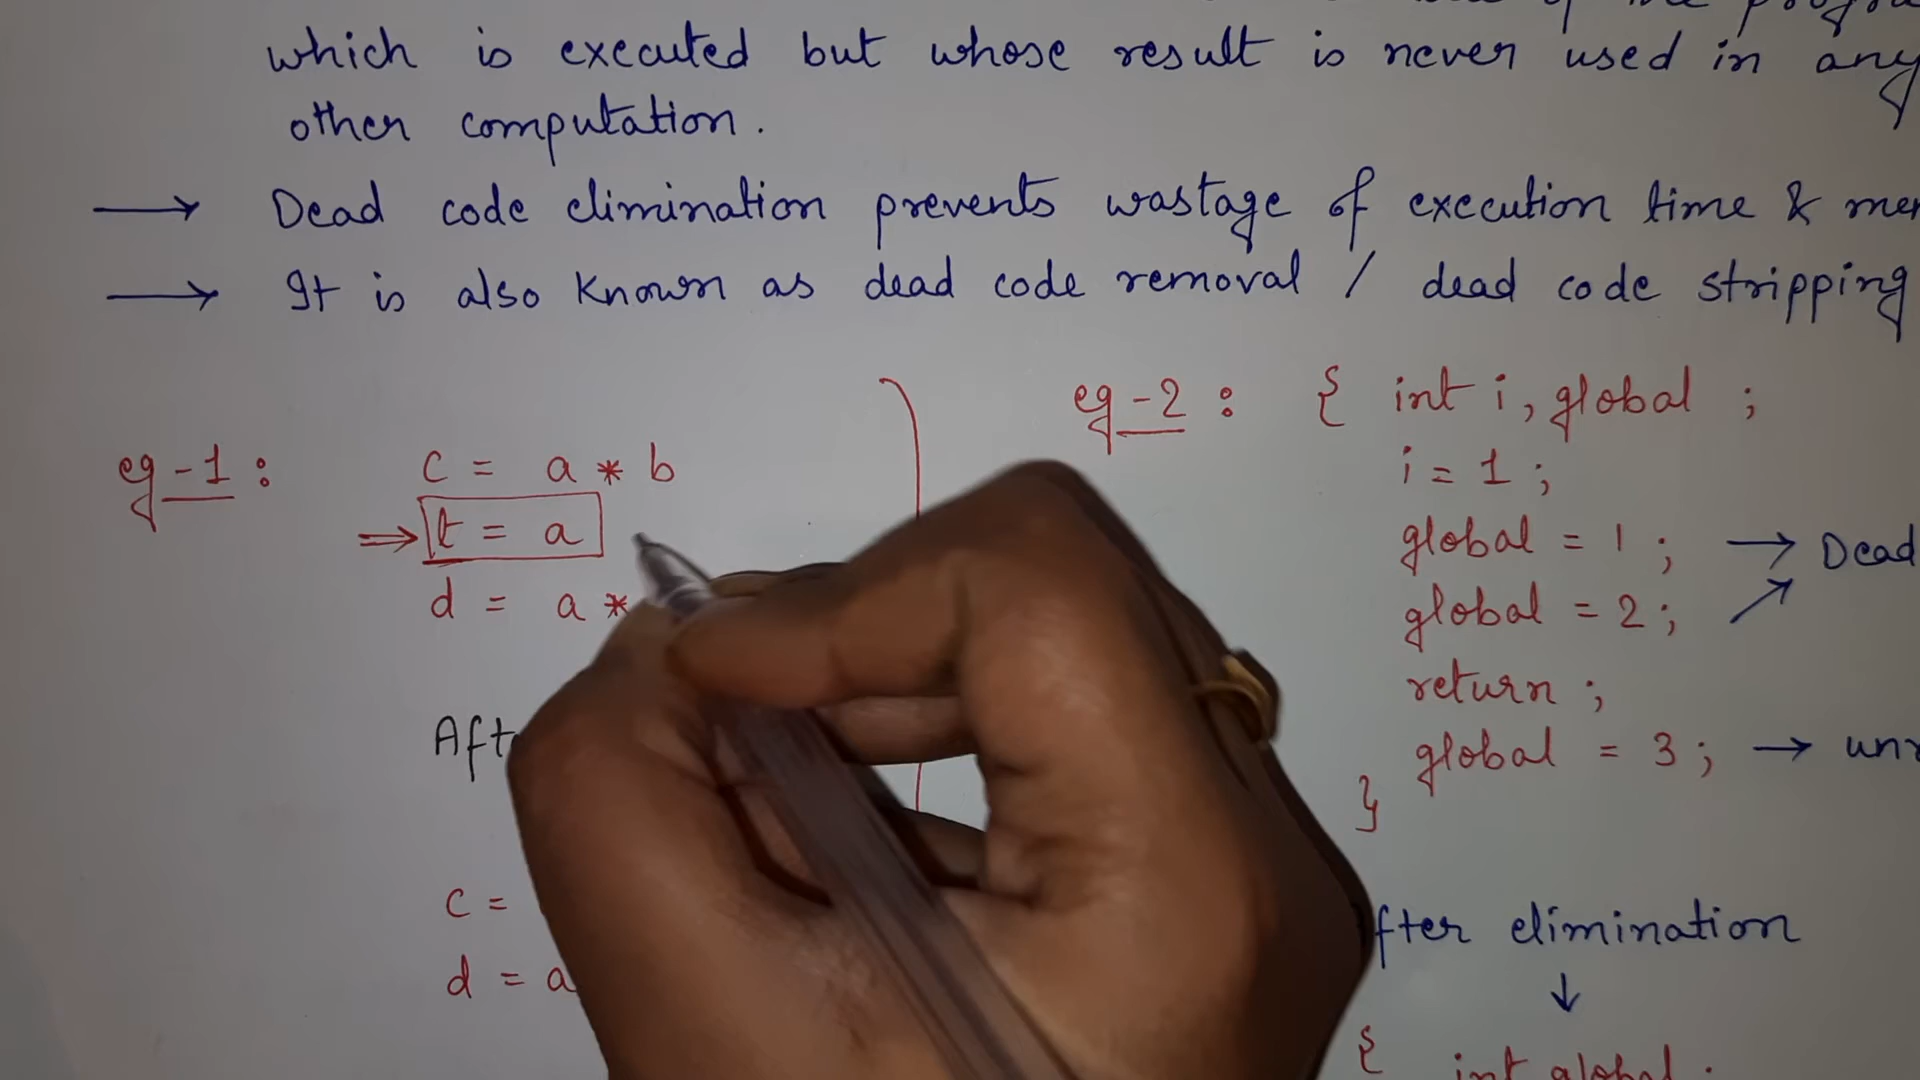 which is executed but whose result is never used in any
other computation.
→ Dead code elimination prevents wastage of execution time &
→ It is also known as dead code removal / dead code stripping
eg-1 :
c = a * b
⇒ t = a
d = a *
c =
d = a
eg-2 : { int i, global ;
i = 1 ;
global = 1 ; → Dead
global = 2 ;
return ;
global = 3 ; →
}
elimination
↓
{ int global ;